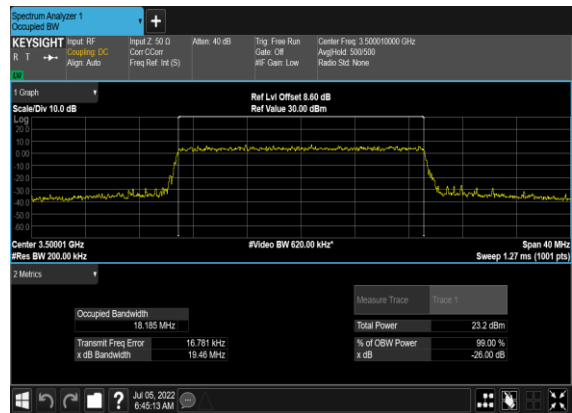 Spectrum Analyzer 1
Occupied BW
+
KEYSIGHT
R T
LW
Input: RF
Coupling: DC
Align: Auto
Input Z: 50 Ω
Corr CCorr
Freq Ref: Int (S)
Atten: 40 dB
Trig: Free Run
Gate: Off
#IF Gain: Low
Center Freq: 3.500010000 GHz
Avg|Hold: 500/500
Radio Std: None
1 Graph
Scale/Div 10.0 dB
Ref Lvl Offset 8.60 dB
Ref Value 30.00 dBm
Log
20.0
10.0
0.00
-10.0
-20.0
-30.0
-40.0
-50.0
-60.0
Center 3.50001 GHz
#Res BW 200.00 kHz
#Video BW 620.00 kHz*
Span 40 MHz
Sweep 1.27 ms (1001 pts)
2 Metrics
Measure Trace
Trace 1
Occupied Bandwidth
18.185 MHz
Total Power
23.2 dBm
Transmit Freq Error
16.781 kHz
% of OBW Power
99.00 %
x dB Bandwidth
19.46 MHz
x dB
-26.00 dB
?
Jul 05, 2022
6:45:13 AM